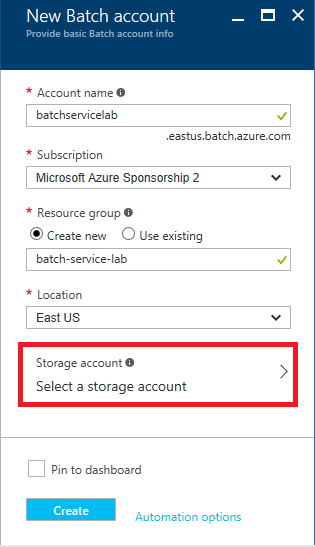 New Batch account
Provide basic Batch account info
* Account name
batchservicelab
.eastus.batch.azure.com
* Subscription
Microsoft Azure Sponsorship 2
* Resource group
Create new Use existing
batch-service-lab
* Location
East US
Storage account
Select a storage account
Pin to dashboard
Create Automation options